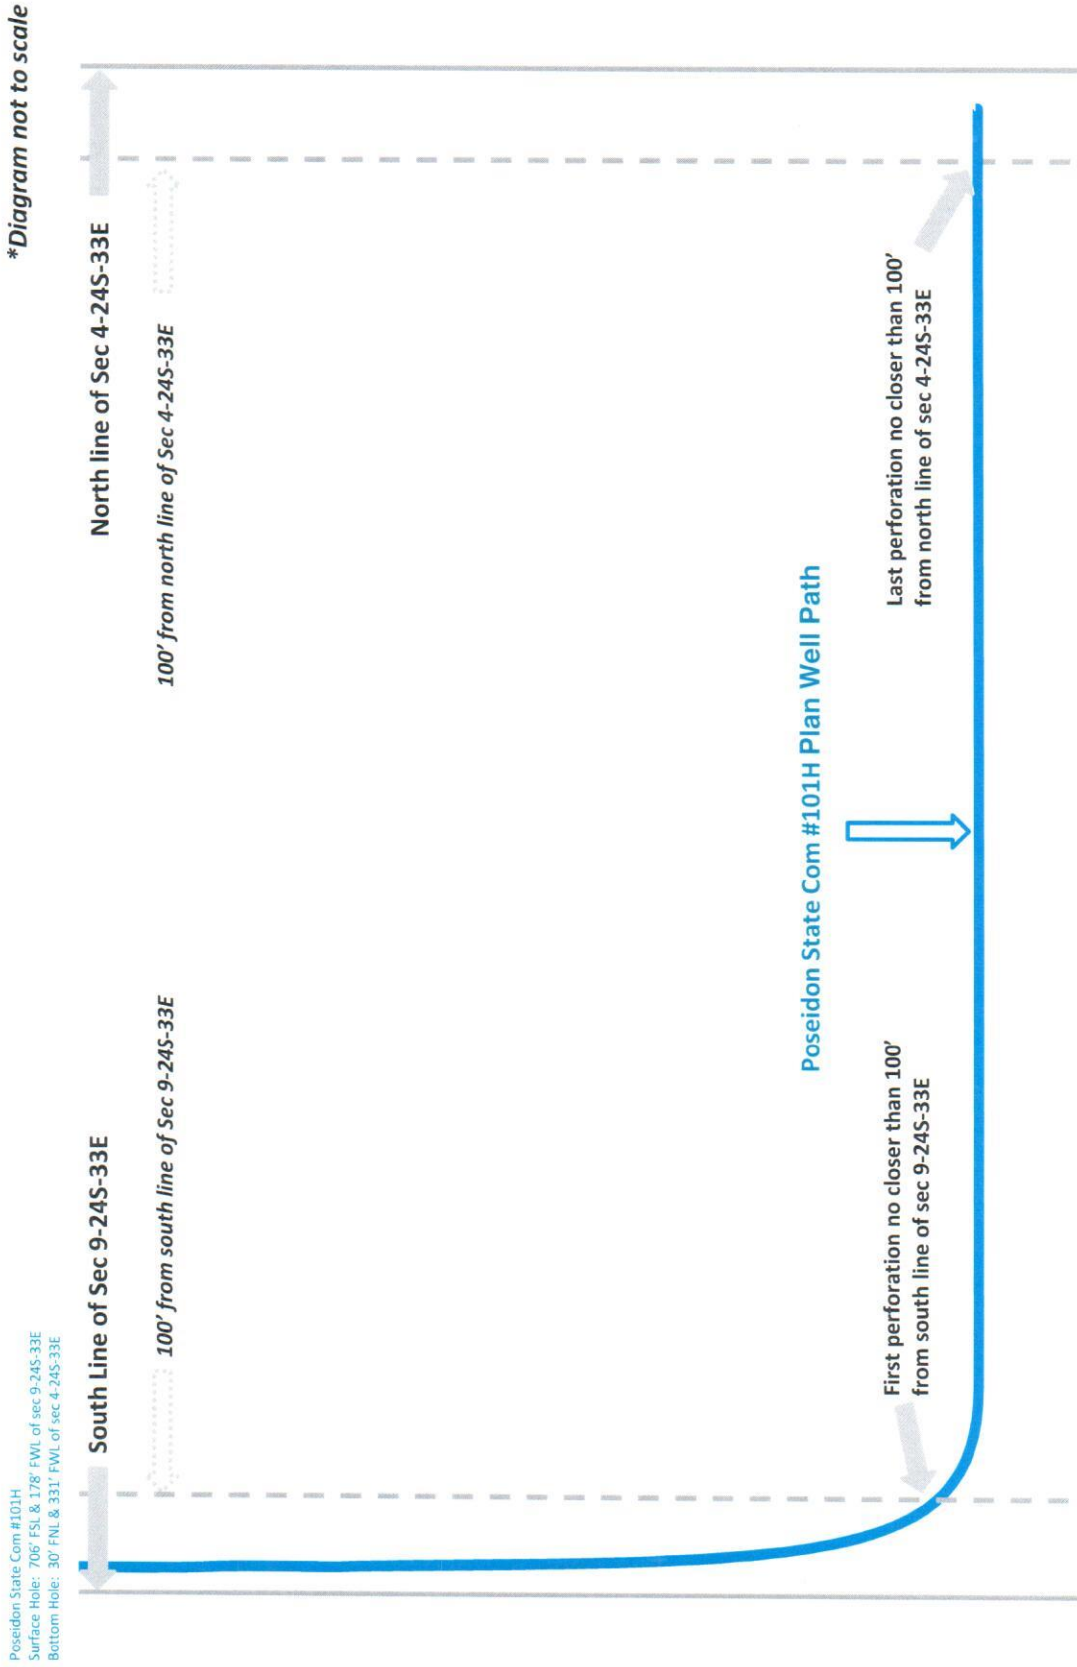 *Diagram not to scale
Poseidon State Com #101H
Surface Hole: 706' FSL & 178' FWL of sec 9-24S-33E
Bottom Hole: 30' FNL & 331' FWL of sec 4-24S-33E
South Line of Sec 9-24S-33E
North line of Sec 4-24S-33E
100' from south line of Sec 9-24S-33E
100' from north line of Sec 4-24S-33E
Poseidon State Com #101H Plan Well Path
First perforation no closer than 100'
from south line of sec 9-24S-33E
Last perforation no closer than 100'
from north line of sec 4-24S-33E